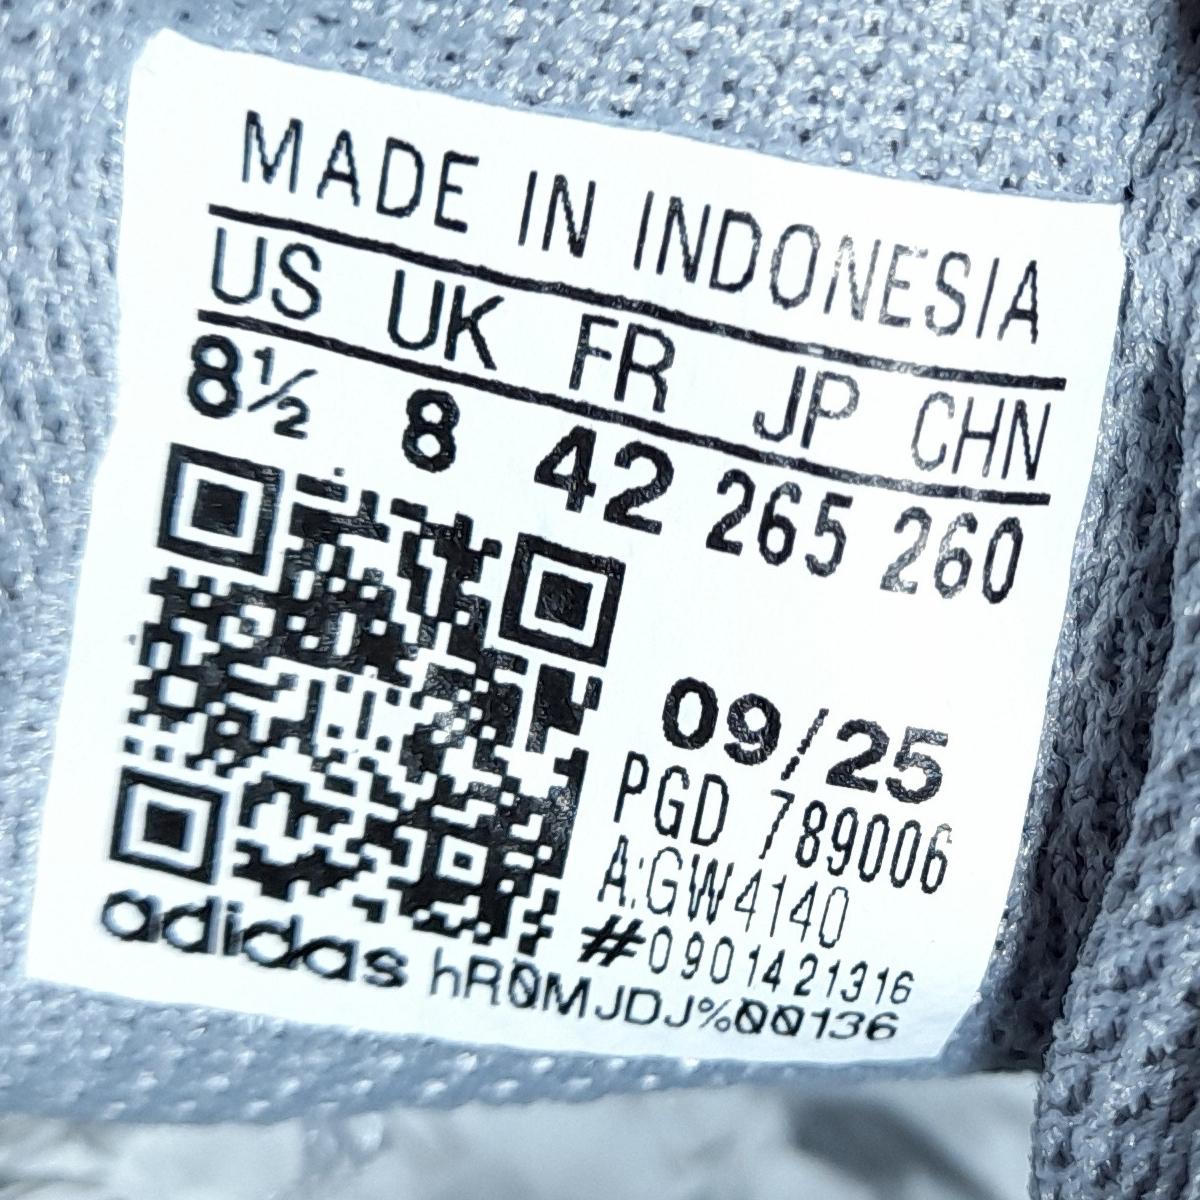 MADE IN INDONESIA
US UK FR JP CHN
8½ 8 42 265 260
09/25
PGD 789006
A:GW4140
#0901421316
adidas hR0MJDJ%00136